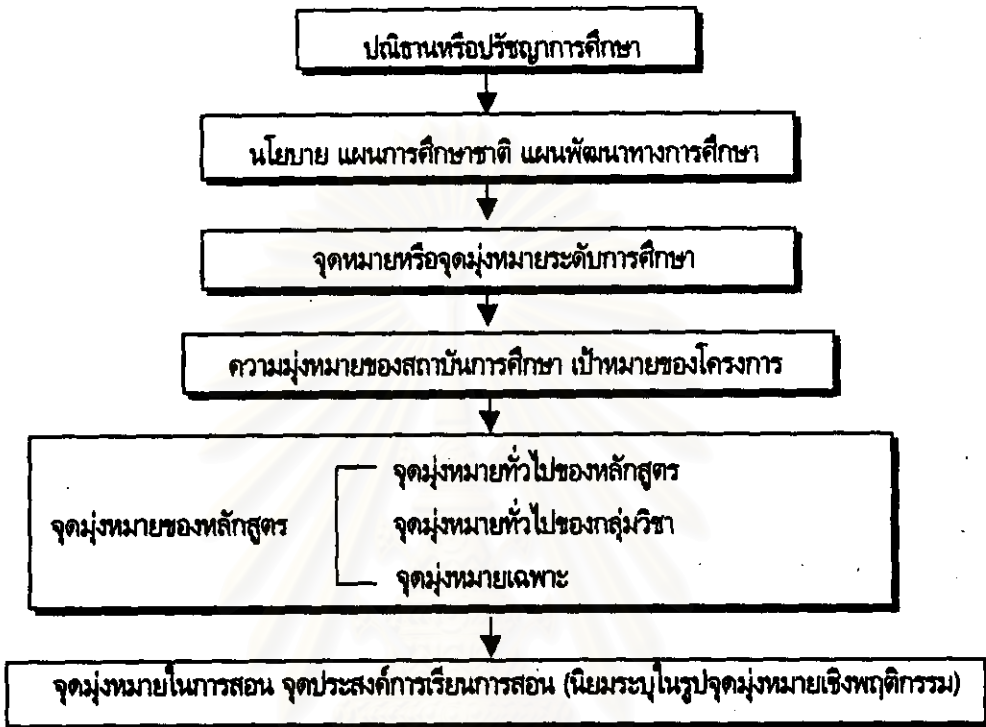 ปณิธานหรือปรัชญาการศึกษา
นโยบาย แผนการศึกษาชาติ แผนพัฒนาทางการศึกษา
จุดหมายหรือจุดมุ่งหมายระดับการศึกษา
ความมุ่งหมายของสถาบันการศึกษา เป้าหมายของโครงการ
จุดมุ่งหมายทั่วไปของหลักสูตร
จุดมุ่งหมายของหลักสูตร จุดมุ่งหมายทั่วไปของกลุ่มวิชา
จุดมุ่งหมายเฉพาะ
จุดมุ่งหมายในการสอน จุดประสงค์การเรียนการสอน (นิยมระบุในรูปจุดมุ่งหมายเชิงพฤติกรรม)